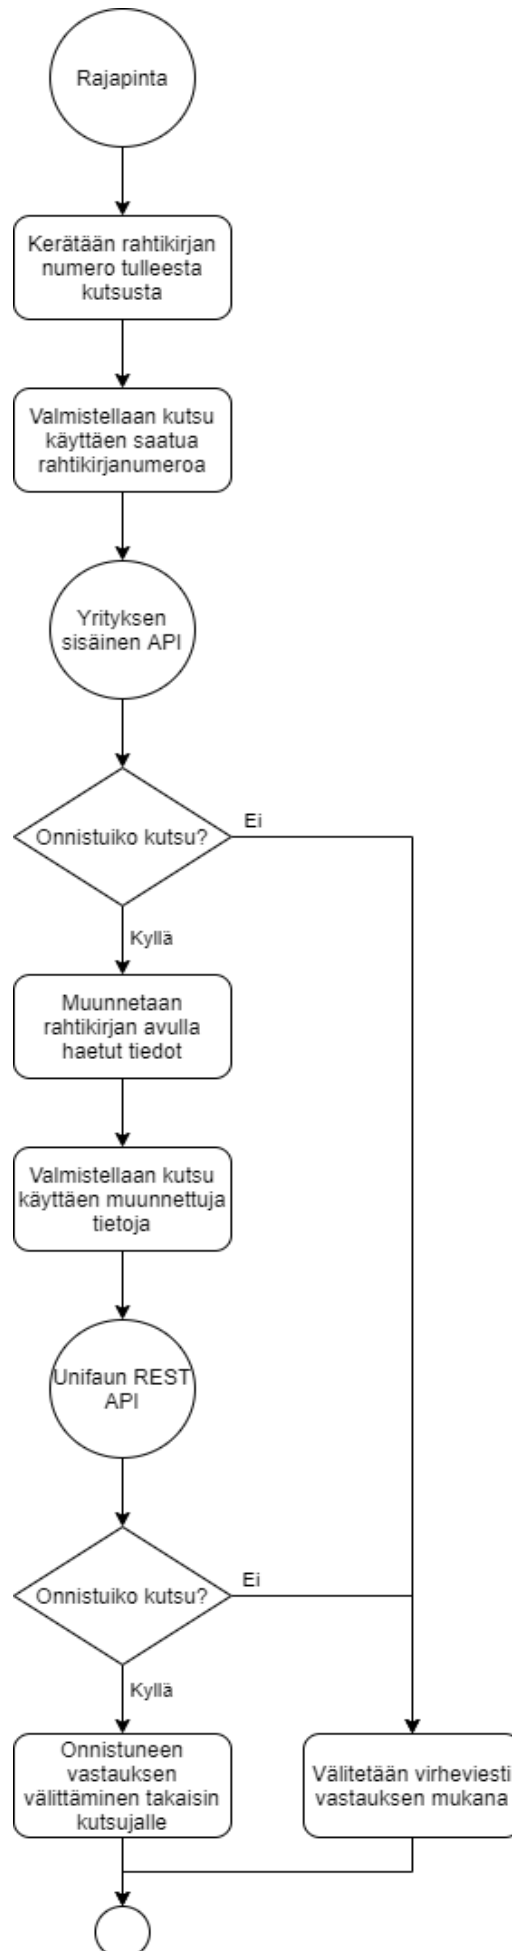 Rajapinta
Kerätään rahtikirjan
numero tulleesta
kutsusta
Valmistellaan kutsu
käyttäen saatua
rahtikirjanumeroa
Yrityksen
sisäinen API
Onnistuiko kutsu?
Ei
Kyllä
Muunnetaan
rahtikirjan avulla
haetut tiedot
Valmistellaan kutsu
käyttäen muunnettuja
tietoja
Unifaun REST
API
Onnistuiko kutsu?
Ei
Kyllä
Onnistuneen
vastauksen
välittäminen takaisin
kutsujalle
Välitetään virheviesti
vastauksen mukana